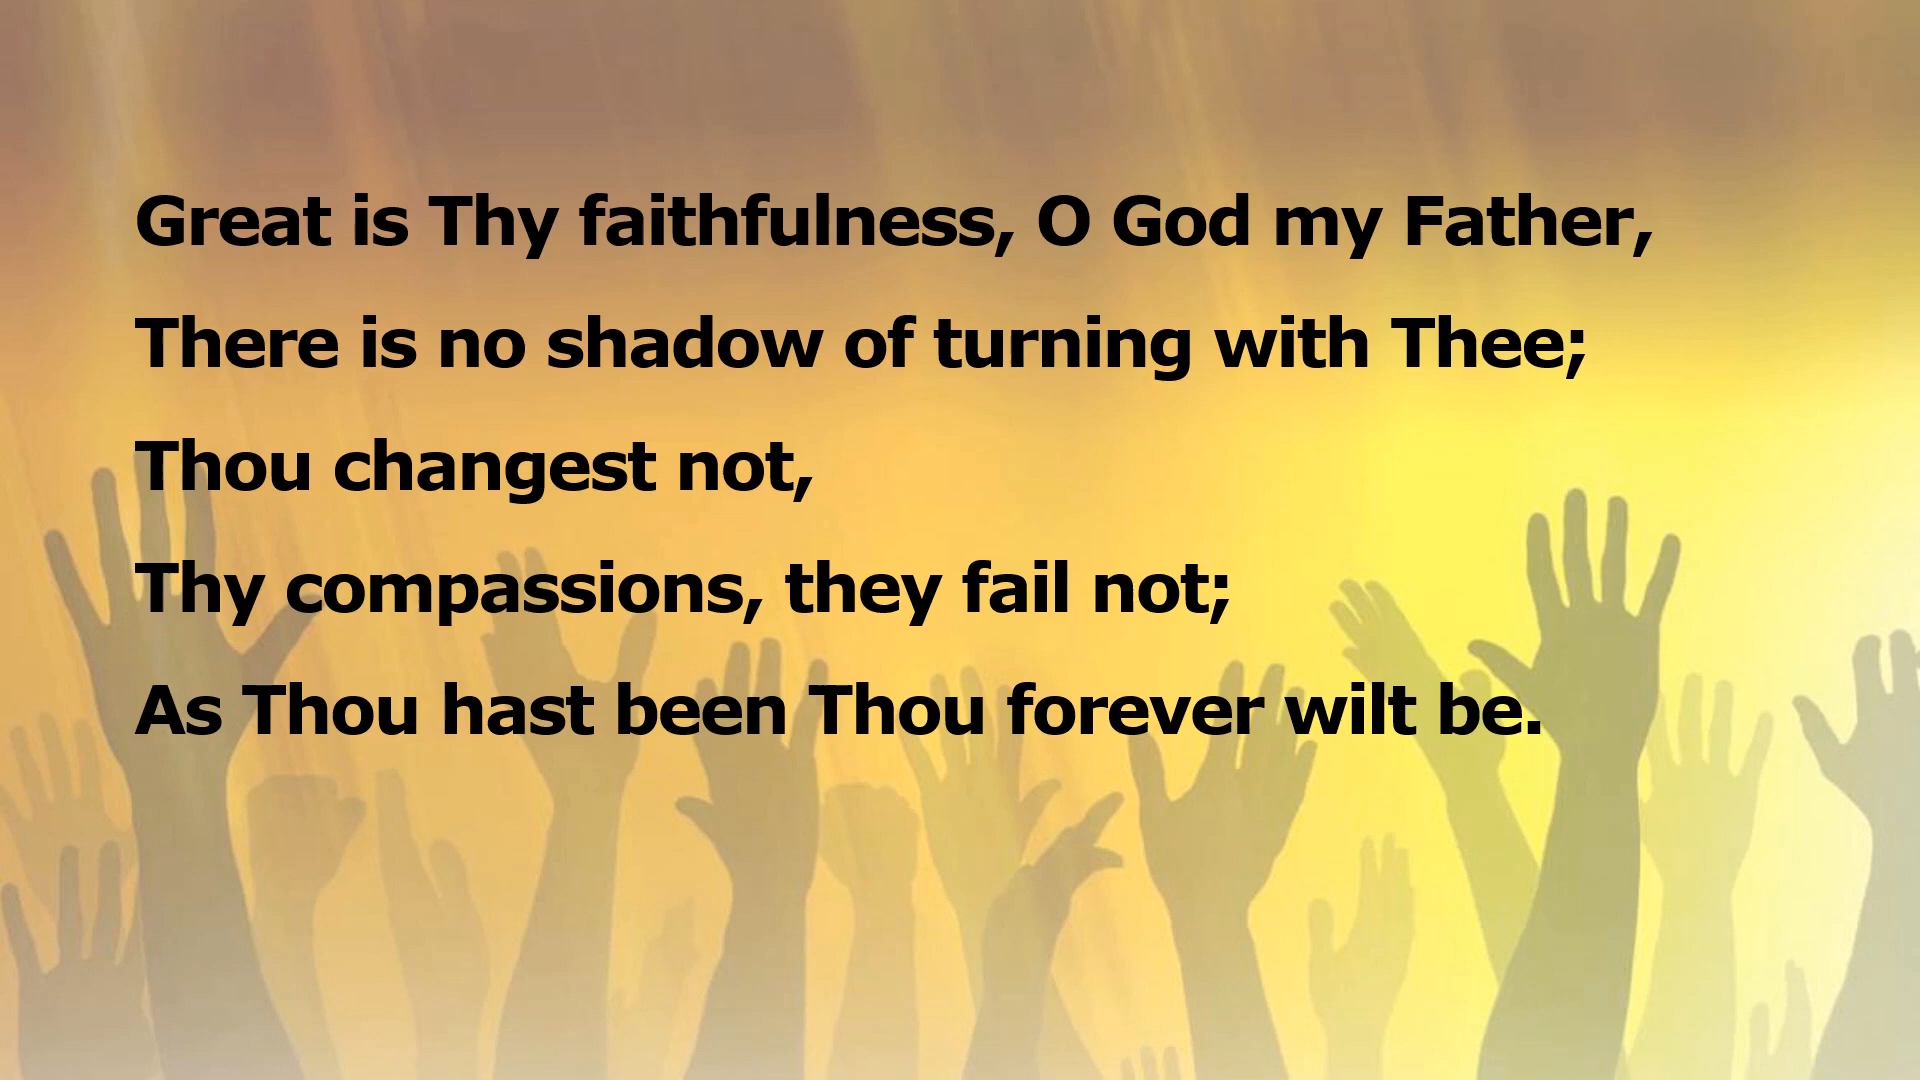 Great is Thy faithfulness, O God my Father,
There is no shadow of turning with Thee;
Thou changest not,
Thy compassions, they fail not;
As Thou hast been Thou forever wilt be.